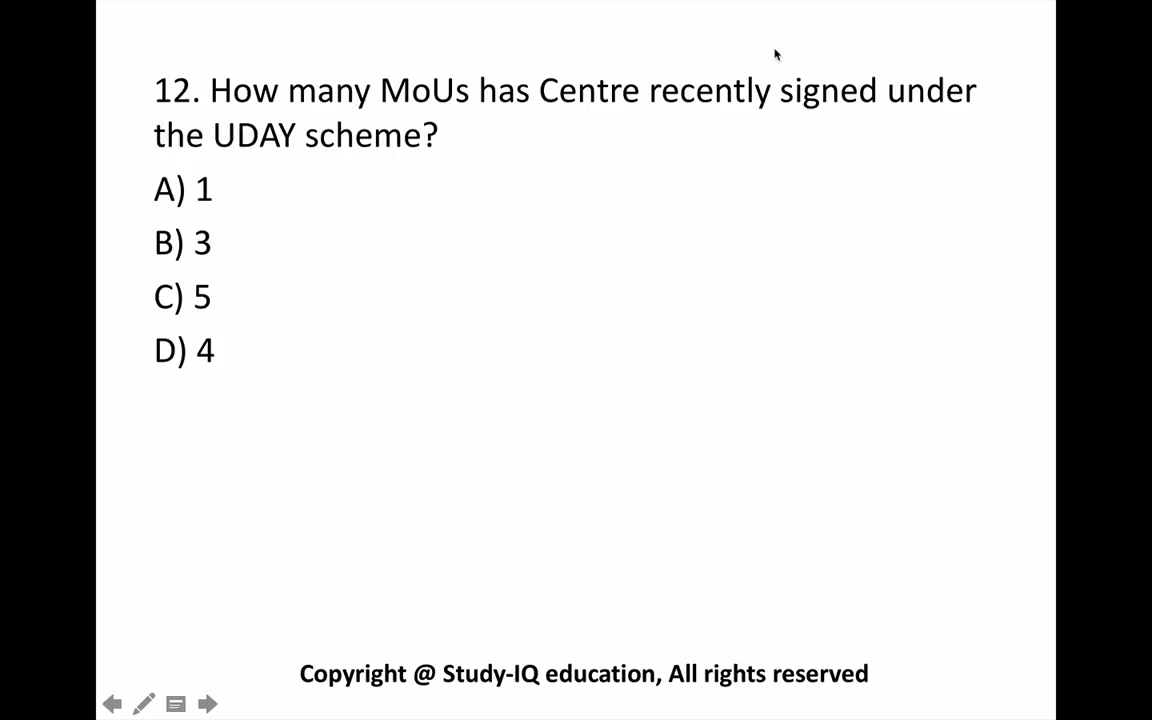 12. How many MoUs has Centre recently signed under
the UDAY scheme?
A) 1
B) 3
C) 5
D) 4
Copyright @ Study-IQ education, All rights reserved